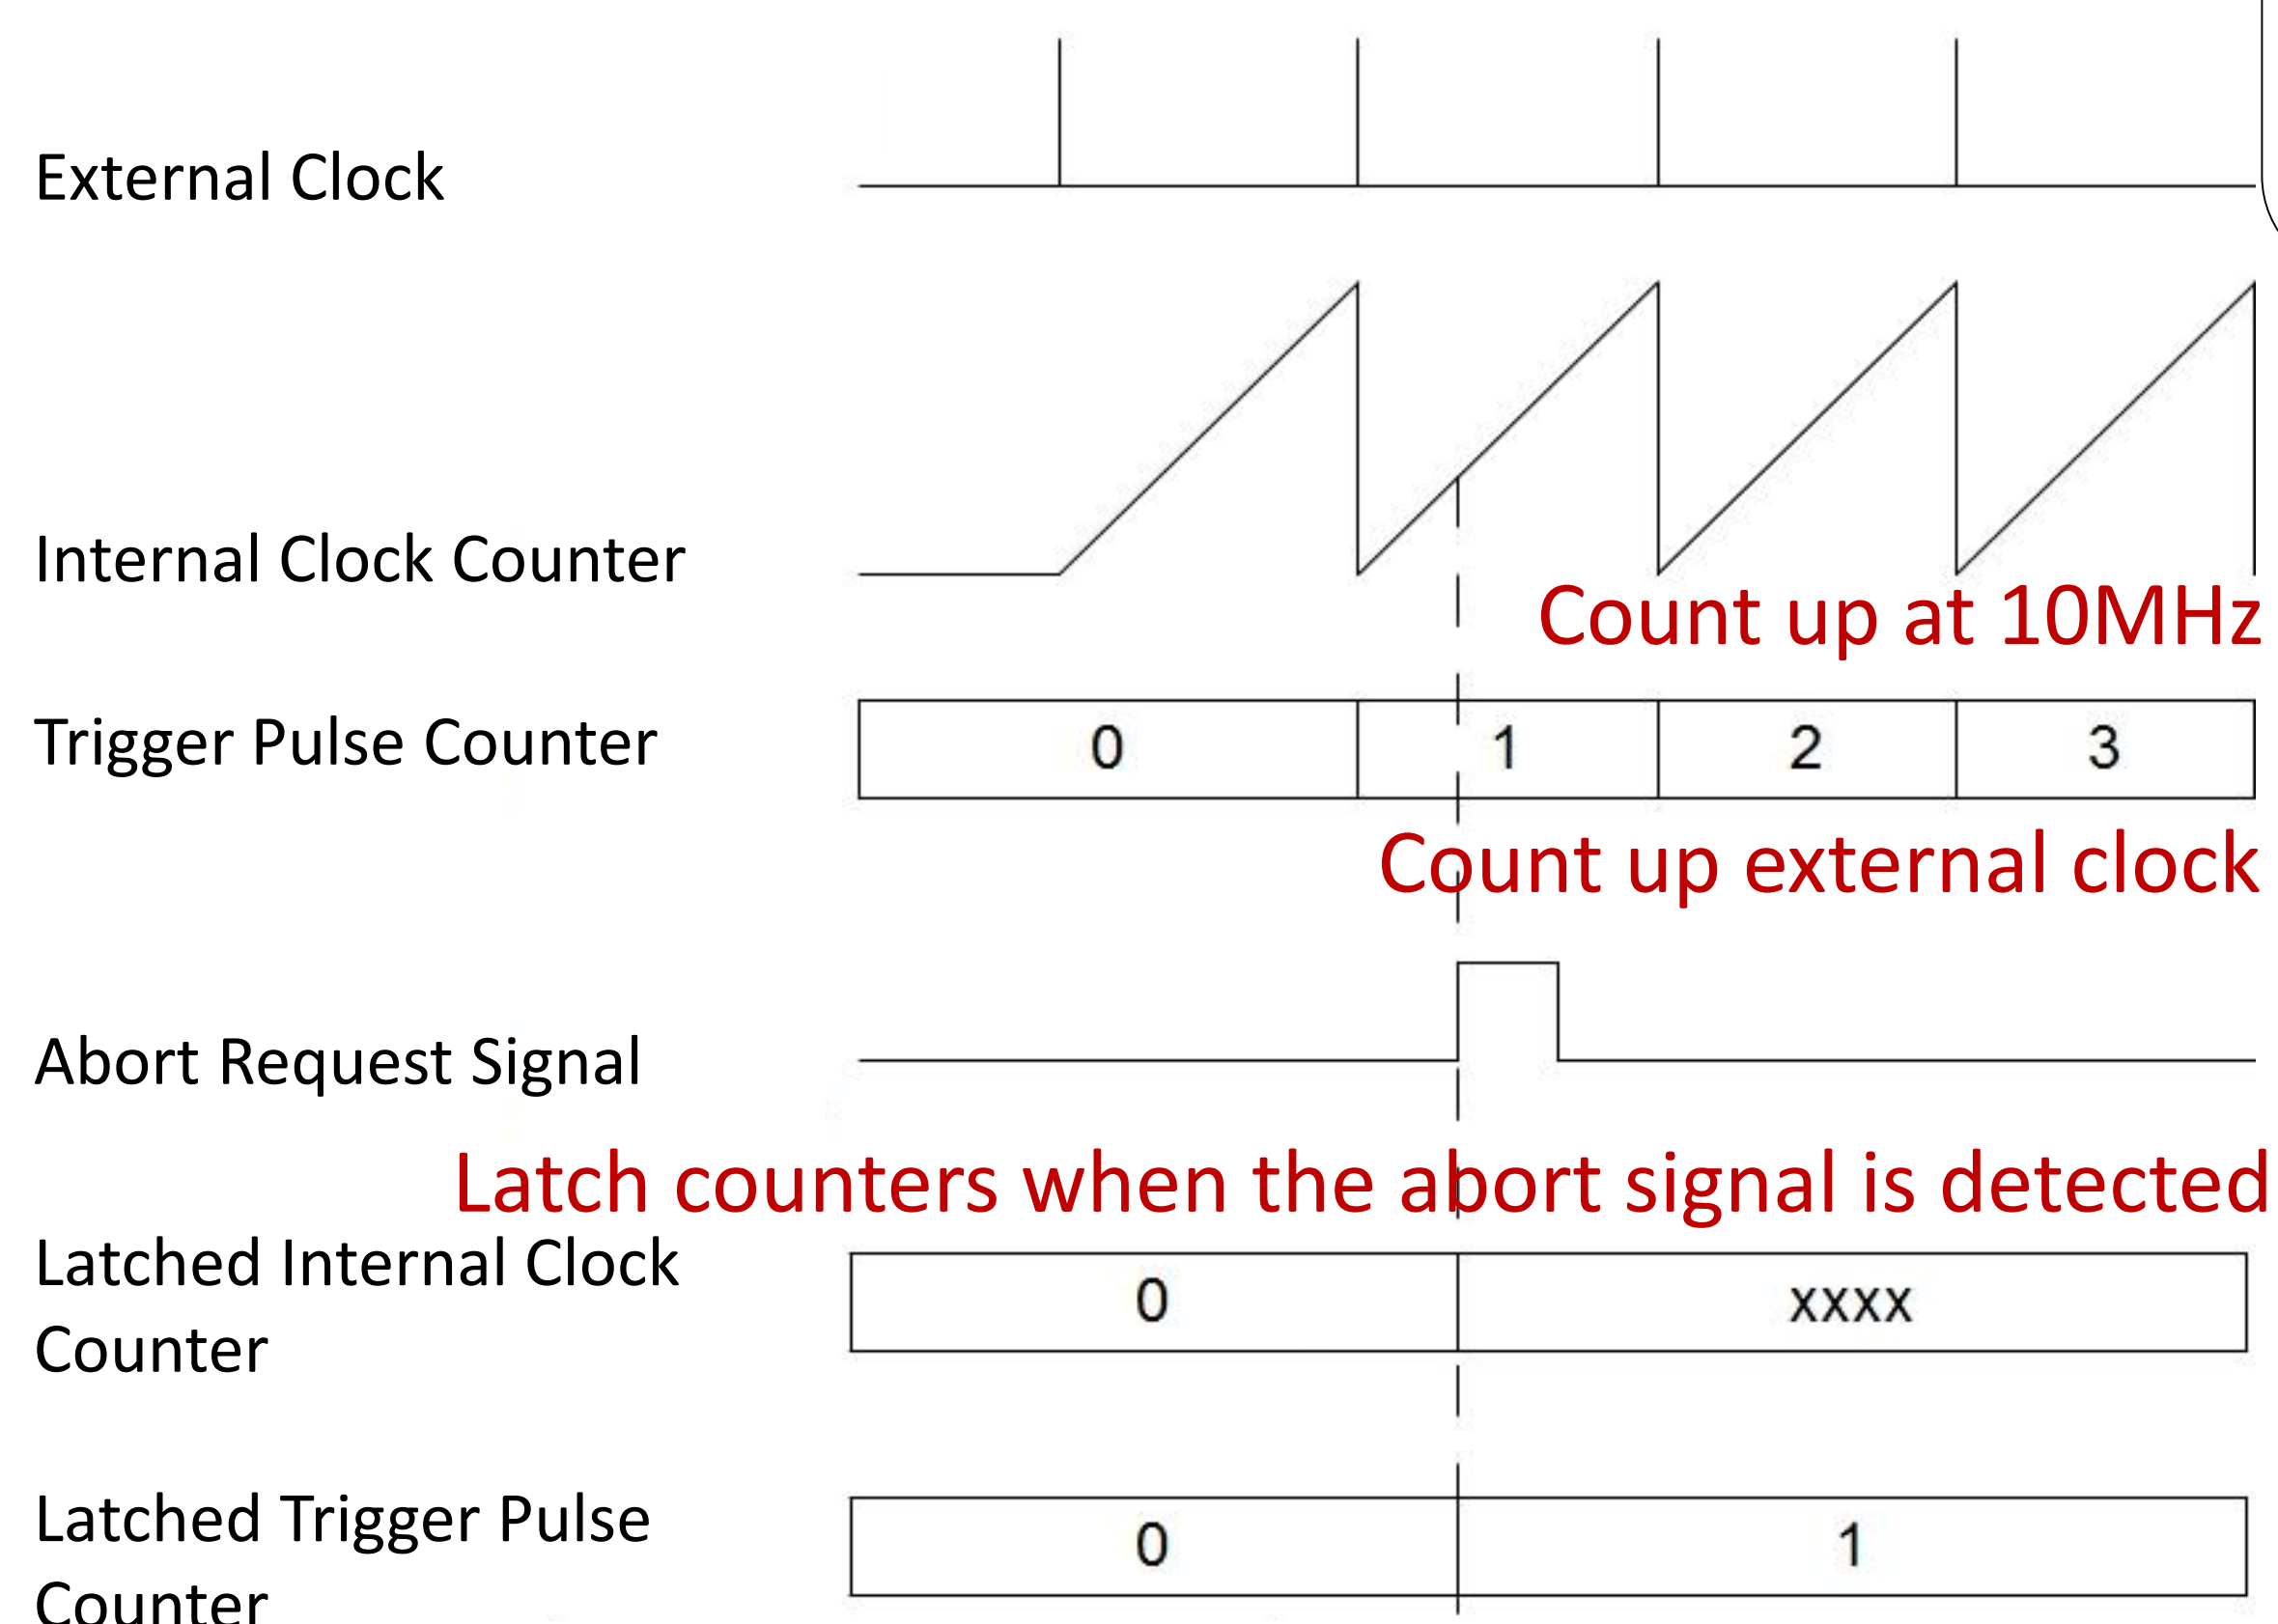 External Clock
Internal Clock Counter
Count up at 10MHz
Trigger Pulse Counter
0 1 2 3
Count up external clock
Abort Request Signal
Latch counters when the abort signal is detected
Latched Internal Clock
Counter
0 xxxx
Latched Trigger Pulse
Counter
0 1